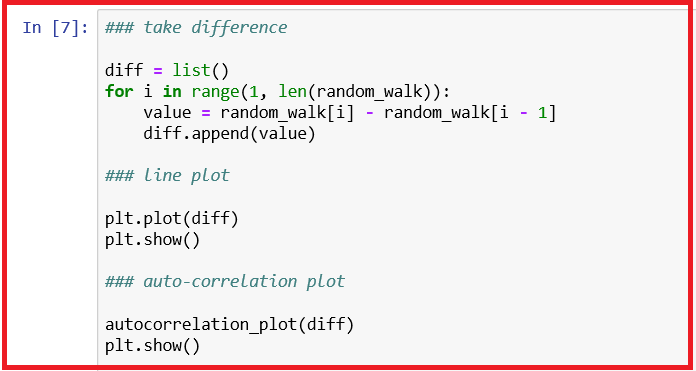 In [7]: ### take difference
diff = list()
for i in range(1, len(random_walk)):
    value = random_walk[i] - random_walk[i - 1]
    diff.append(value)
### line plot
plt.plot(diff)
plt.show()
### auto-correlation plot
autocorrelation_plot(diff)
plt.show()